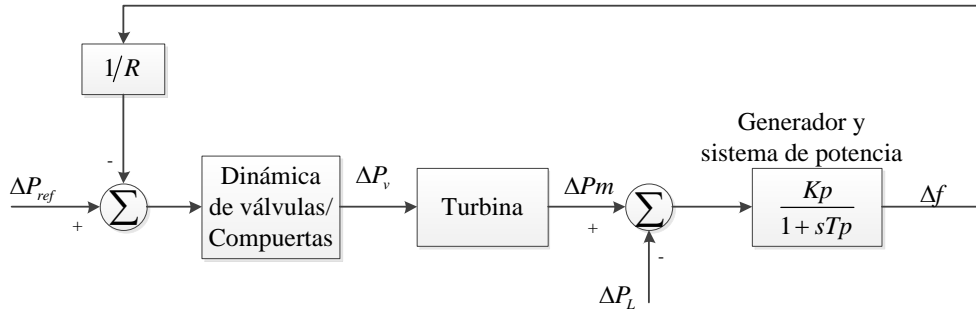 1/R
-
ΔP_ref
+
Σ
Dinámica
de válvulas/
Compuertas
ΔP_v
Turbina
ΔPm
+
Σ
-
ΔP_L
Generador y
sistema de potencia
Kp
1 + sTp
Δf